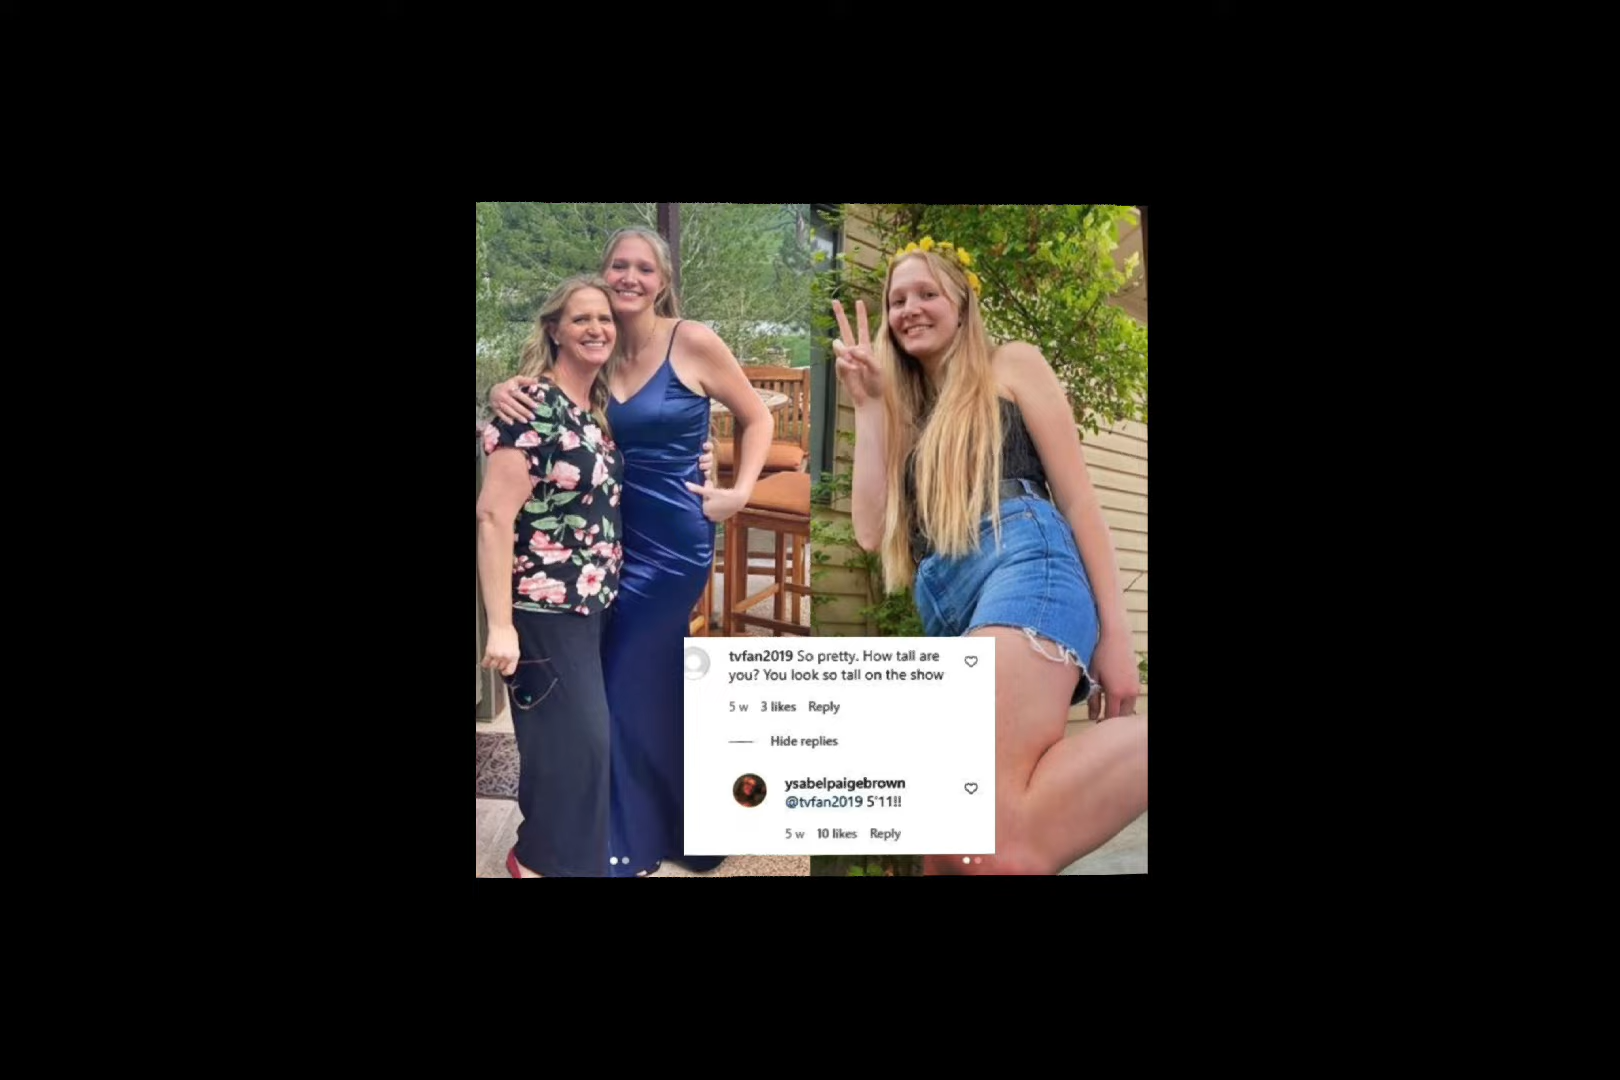 tvfan2019 So pretty. How tall are
you? You look so tall on the show
5 w 3 likes Reply
Hide replies
ysabelpaigebrown
@tvfan2019 5'11!!
5 w 10 likes Reply